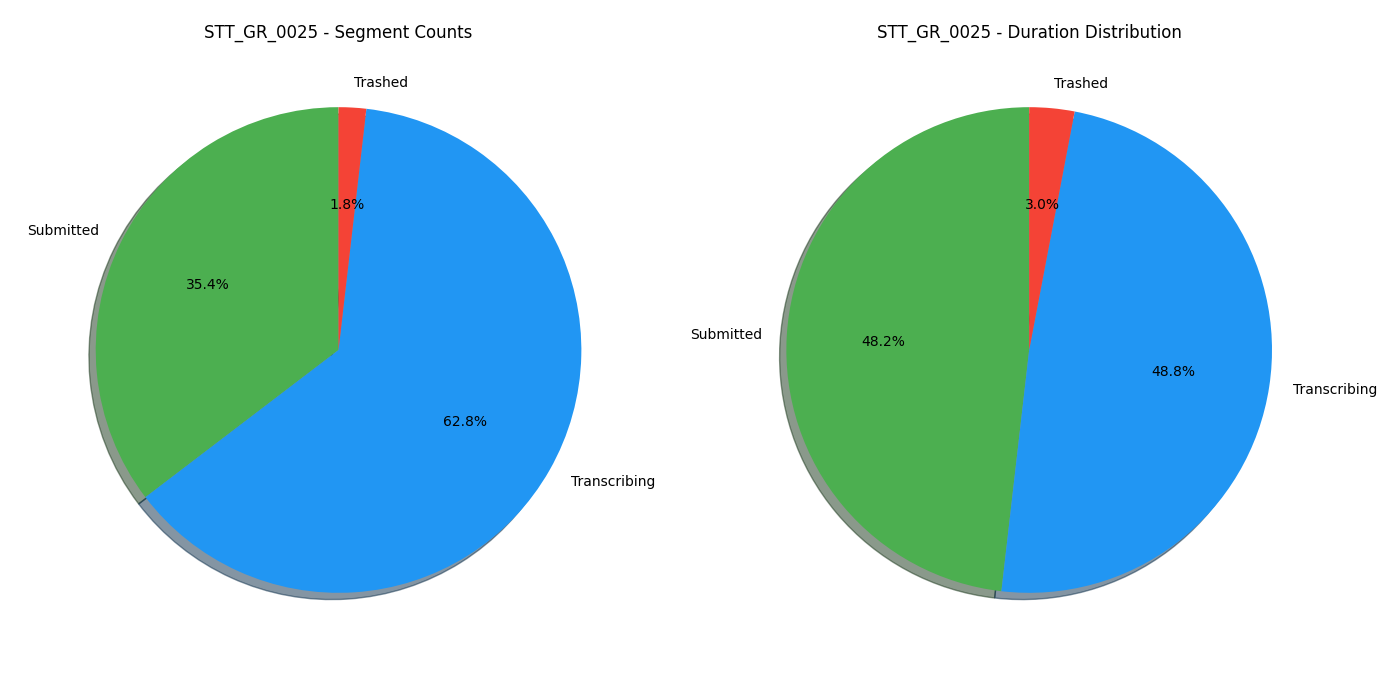 STT_GR_0025 - Segment Counts
Trashed
1.8%
Submitted
35.4%
62.8%
Transcribing
STT_GR_0025 - Duration Distribution
Trashed
3.0%
Submitted
48.2%
48.8%
Transcribing